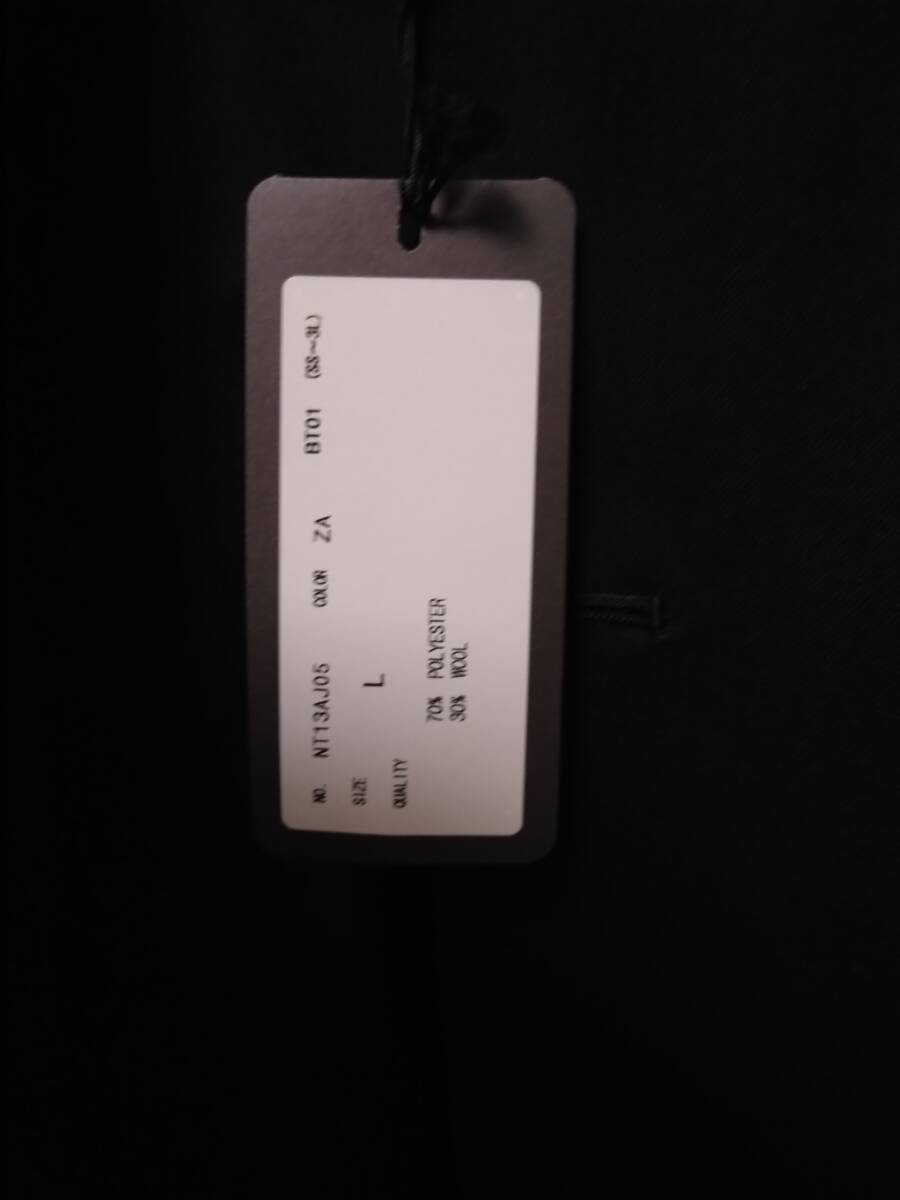 NO. NT13AJ05 COLOR ZA BT01 (SS~3L)
SIZE L
QUALITY
70% POLYESTER
30% WOOL